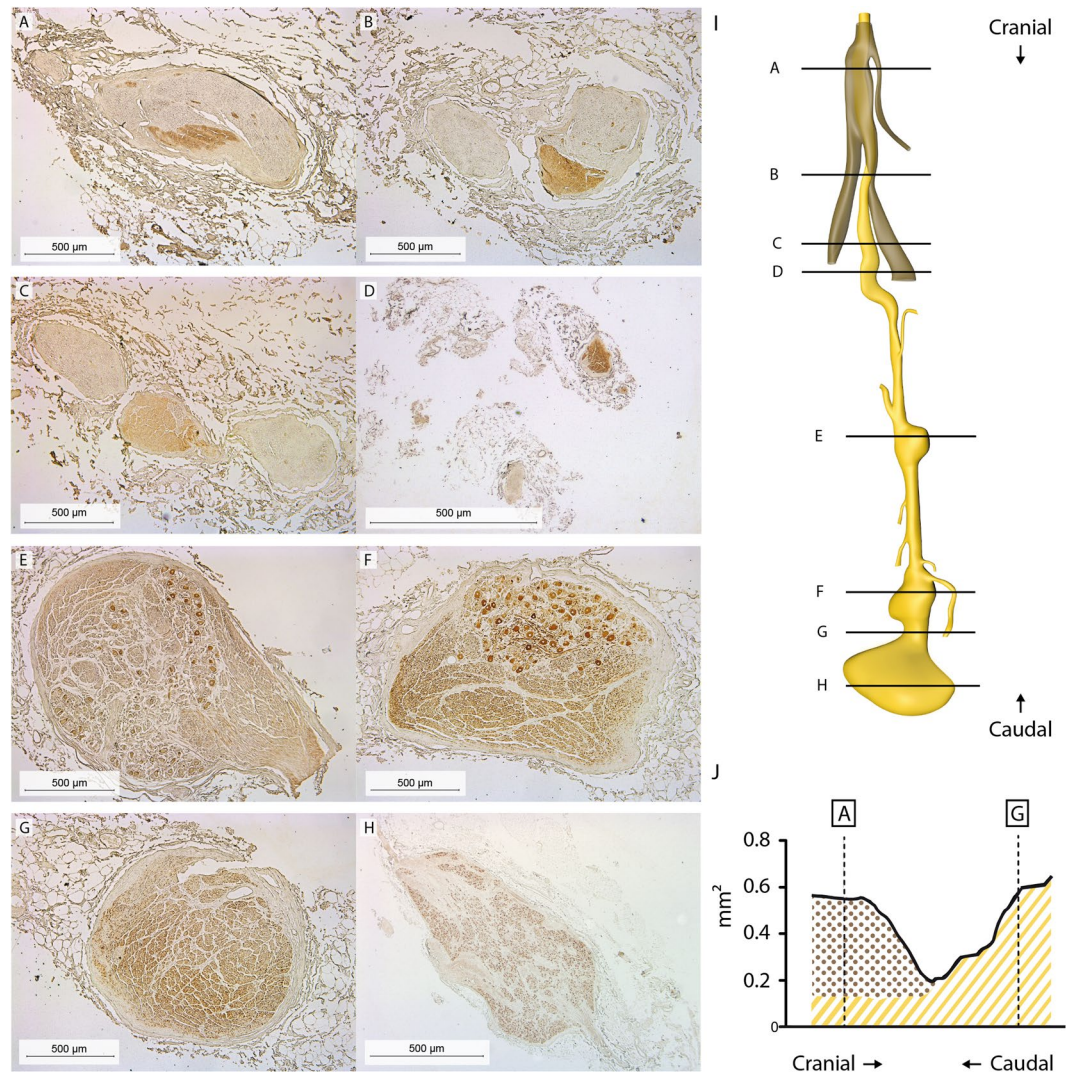 A
500 µm
B
500 µm
C
500 µm
D
500 µm
E
500 µm
F
500 µm
G
500 µm
H
500 µm
I
Cranial
↓
A
B
C
D
E
F
G
H
↑
Caudal
J
A
G
0.8
0.6
0.4
0.2
0
mm²
Cranial → ← Caudal